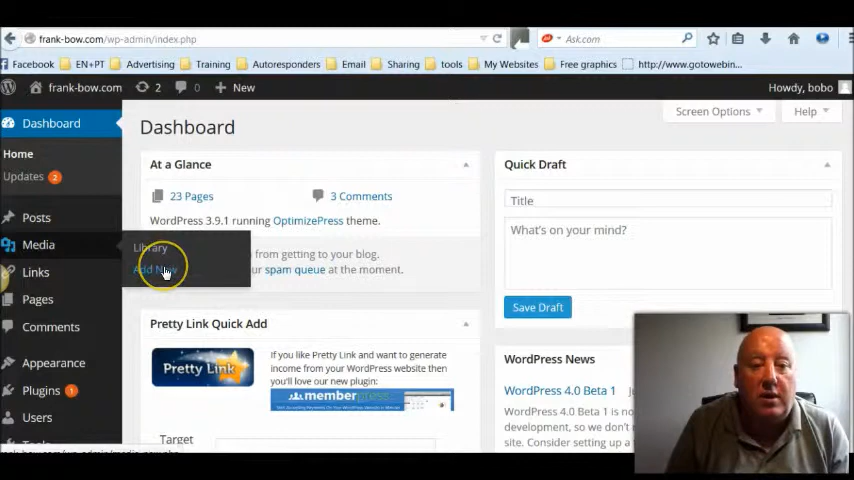 frank-bow.com/wp-admin/index.php
Ask.com
Facebook EN+PT Advertising Training Autoresponders Email Sharing tools My Websites Free graphics http://www.gotowebin...
frank-bow.com 2 0 + New Howdy, bobo
Dashboard
Home
Updates 2
Posts
Media
Links
Pages
Comments
Appearance
Plugins 1
Users
Library
Add New
Screen Options Help
Dashboard
At a Glance
23 Pages 3 Comments
WordPress 3.9.1 running OptimizePress theme.
from getting to your blog.
ur spam queue at the moment.
Pretty Link Quick Add
Pretty Link
If you like Pretty Link and want to generate
income from your WordPress website then
you'll love our new plugin:
memberpress
Target
Quick Draft
Title
What's on your mind?
Save Draft
WordPress News
WordPress 4.0 Beta 1
WordPress 4.0 Beta 1 is no
development, so we don't
site. Consider setting up a